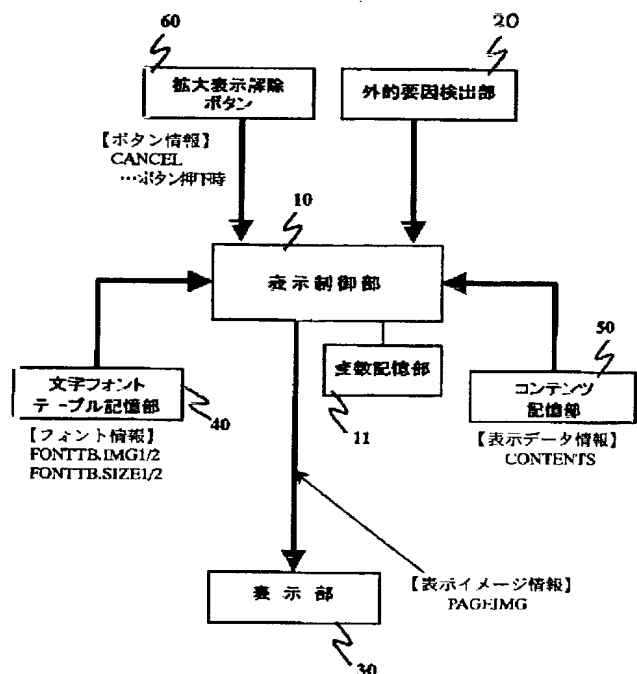 60
20
拡大表示解除
ボタン
外的要因検出部
【ボタン情報】
CANCEL
…ボタン押下時
10
表示制御部
50
文字フォント
テーブル記憶部
変数記憶部
コンテンツ
記憶部
40
11
【フォント情報】
FONTTB.IMG1/2
FONTTB.SIZE1/2
【表示データ情報】
CONTENTS
表示部
【表示イメージ情報】
PAGEIMG
30